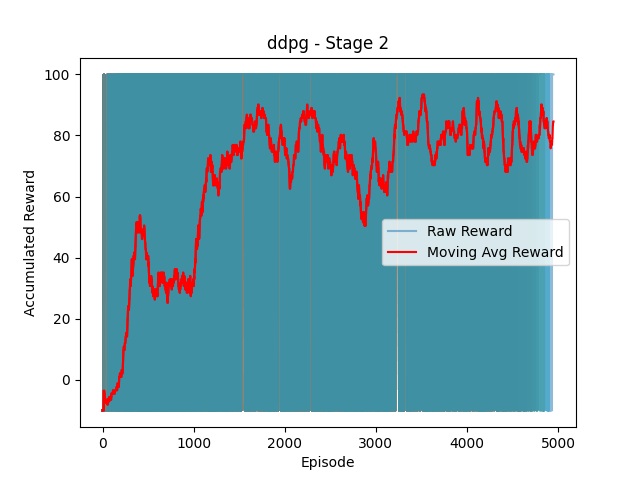 ddpg - Stage 2
100
80
60
40
20
0
Accumulated Reward
Raw Reward
Moving Avg Reward
0 1000 2000 3000 4000 5000
Episode